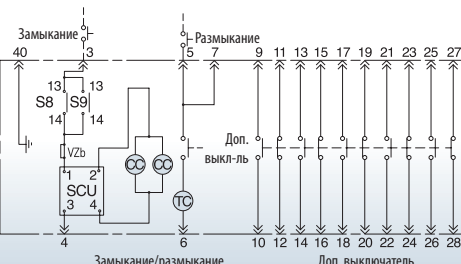 Замыкание
Размыкание
40 3 5 7 9 11 13 15 17 19 21 23 25 27
13 13
S8 S9
14 14
VZb
1 2
SCU
3 4
CC CC
TC
Доп.
выкл-ль
4 6 10 12 14 16 18 20 22 24 26 28
Замыкание/размыкание Доп. выключатель